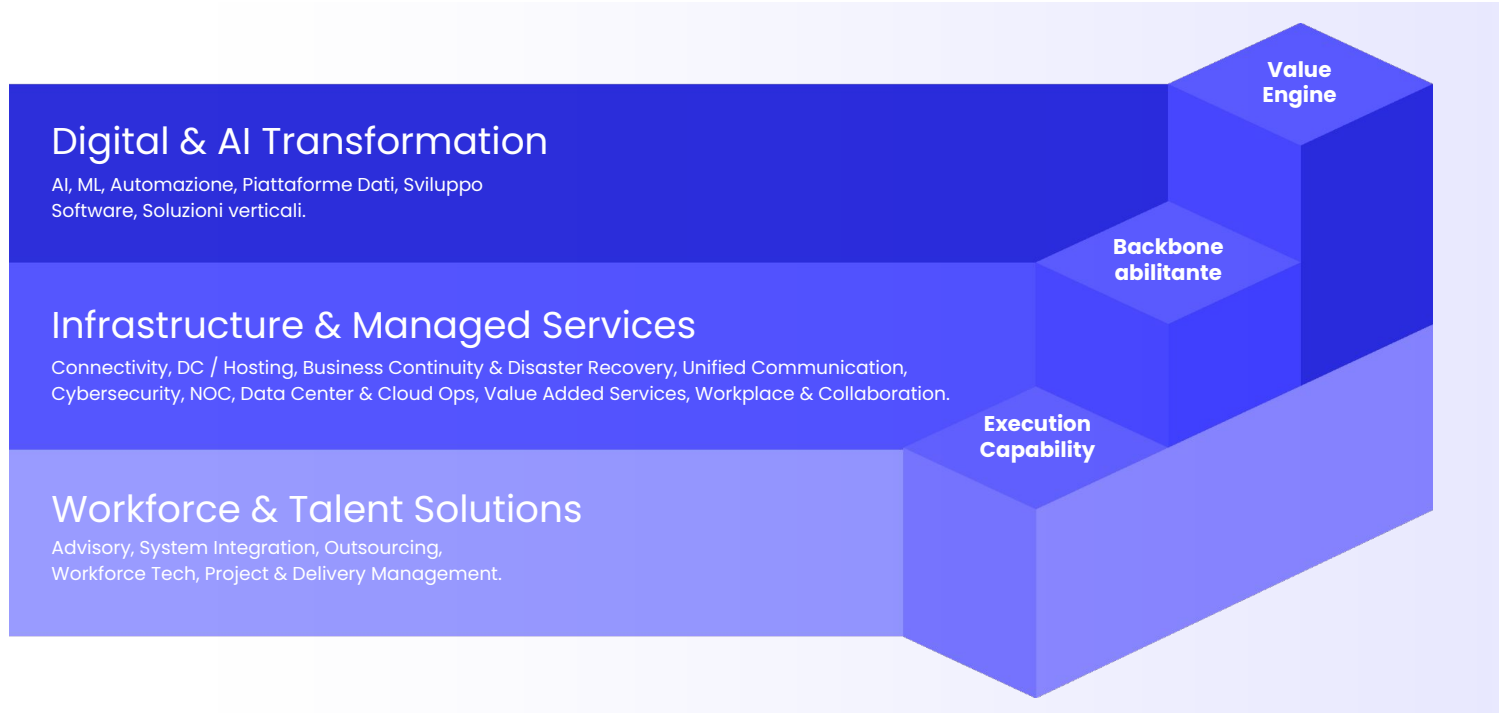 Value
Engine
Digital & AI Transformation
AI, ML, Automazione, Piattaforme Dati, Sviluppo
Software, Soluzioni verticali.
Backbone
abilitante
Infrastructure & Managed Services
Connectivity, DC / Hosting, Business Continuity & Disaster Recovery, Unified Communication,
Cybersecurity, NOC, Data Center & Cloud Ops, Value Added Services, Workplace & Collaboration.
Execution
Capability
Workforce & Talent Solutions
Advisory, System Integration, Outsourcing,
Workforce Tech, Project & Delivery Management.